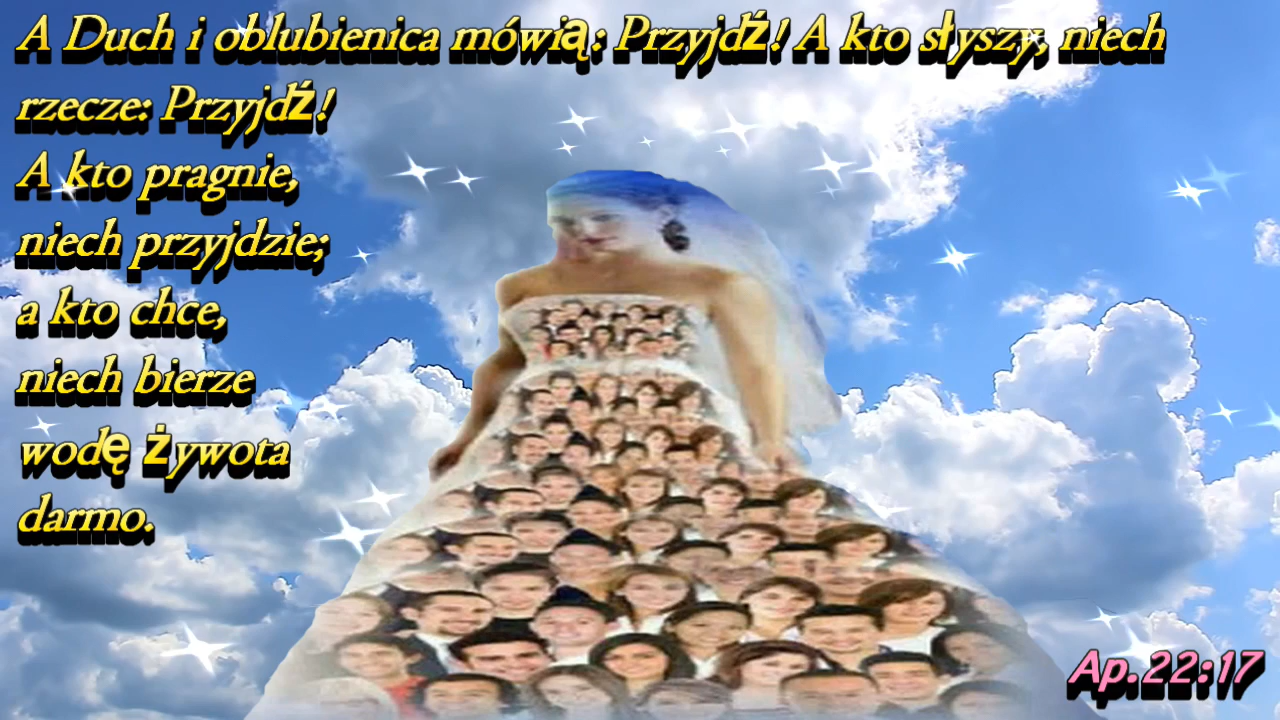 A Duch i oblubienica mówią: Przyjdź! A kto słyszy, niech
rzecze: Przyjdź!
A kto pragnie,
niech przyjdzie;
a kto chce,
niech bierze
wodę żywota
darmo.
Ap.22:17